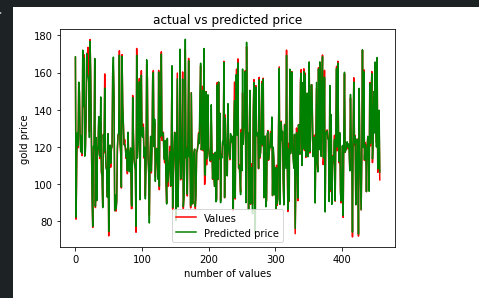 actual vs predicted price
180
160
140
120
100
80
gold price
Values
Predicted price
0
100
200
300
400
number of values